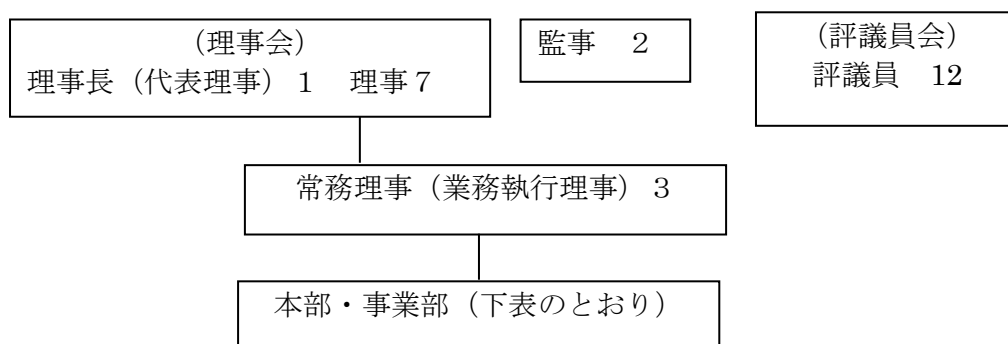 (理事会)
理事長(代表理事)1 理事7
監事 2
(評議員会)
評議員 12
常務理事(業務執行理事)3
本部・事業部(下表のとおり)